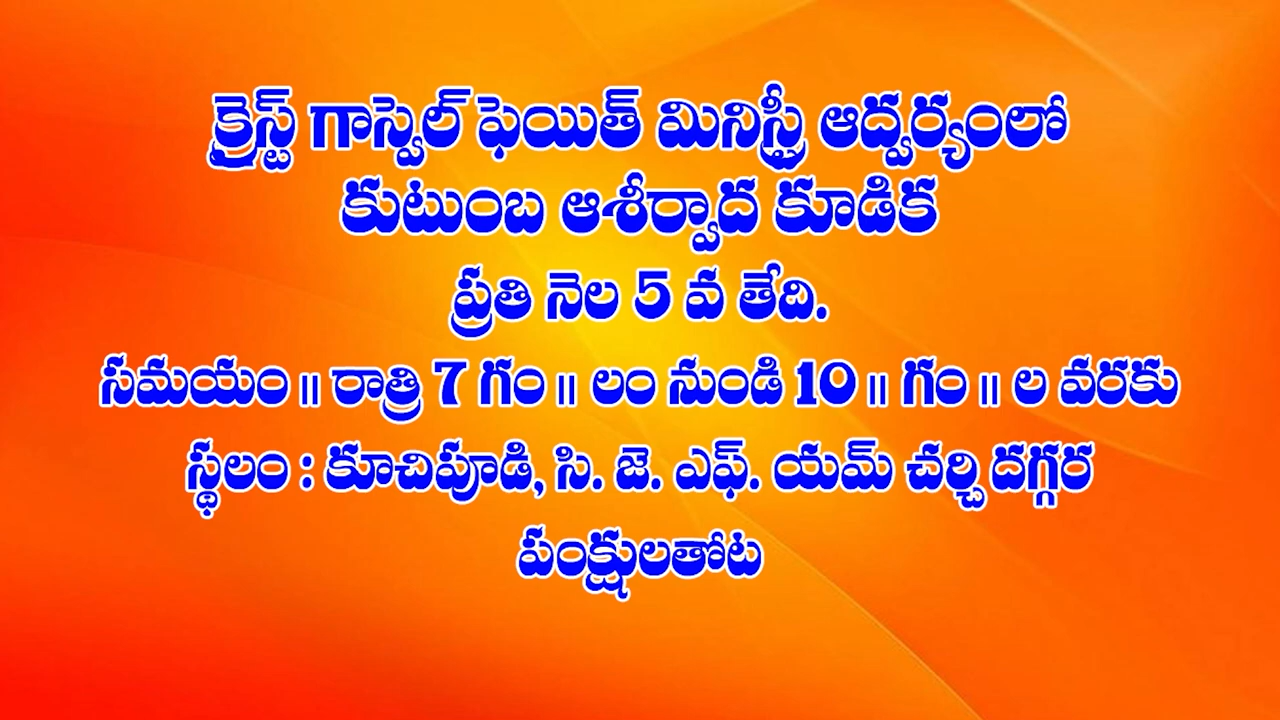 క్రైస్ట్ గాస్పెల్ ఫెయిత్ మినిస్ట్రీ ఆద్వర్యంలో
కుటుంబ ఆశీర్వాద కూడిక
ప్రతి నెల 5 వ తేది.
సమయం || రాత్రి 7 గం || లం నుండి 10 || గం || ల వరకు
స్థలం : కూచిపూడి, సి. జె. ఎఫ్. యమ్ చర్చి దగ్గర
పంక్షులతోట